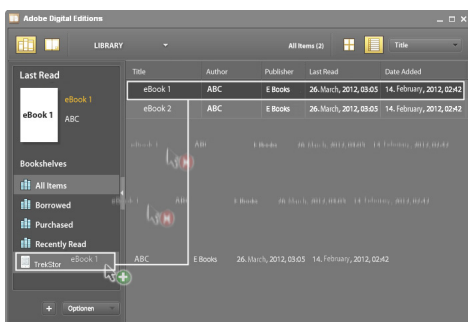 Adobe Digital Editions
LIBRARY
All Items (2)
Title
Last Read
eBook 1
eBook 1
ABC
Bookshelves
All Items
Borrowed
Purchased
Recently Read
TrekStor
eBook 1
+ Optionen
Title Author Publisher Last Read Date Added
eBook 1 ABC E Books 26. March, 2012, 03:05 14. February, 2012, 02:42
eBook 2 ABC E Books 26. March, 2012, 03:05 14. February, 2012, 02:42
ABC E Books 26. March, 2012, 03:05 14. February, 2012, 02:42